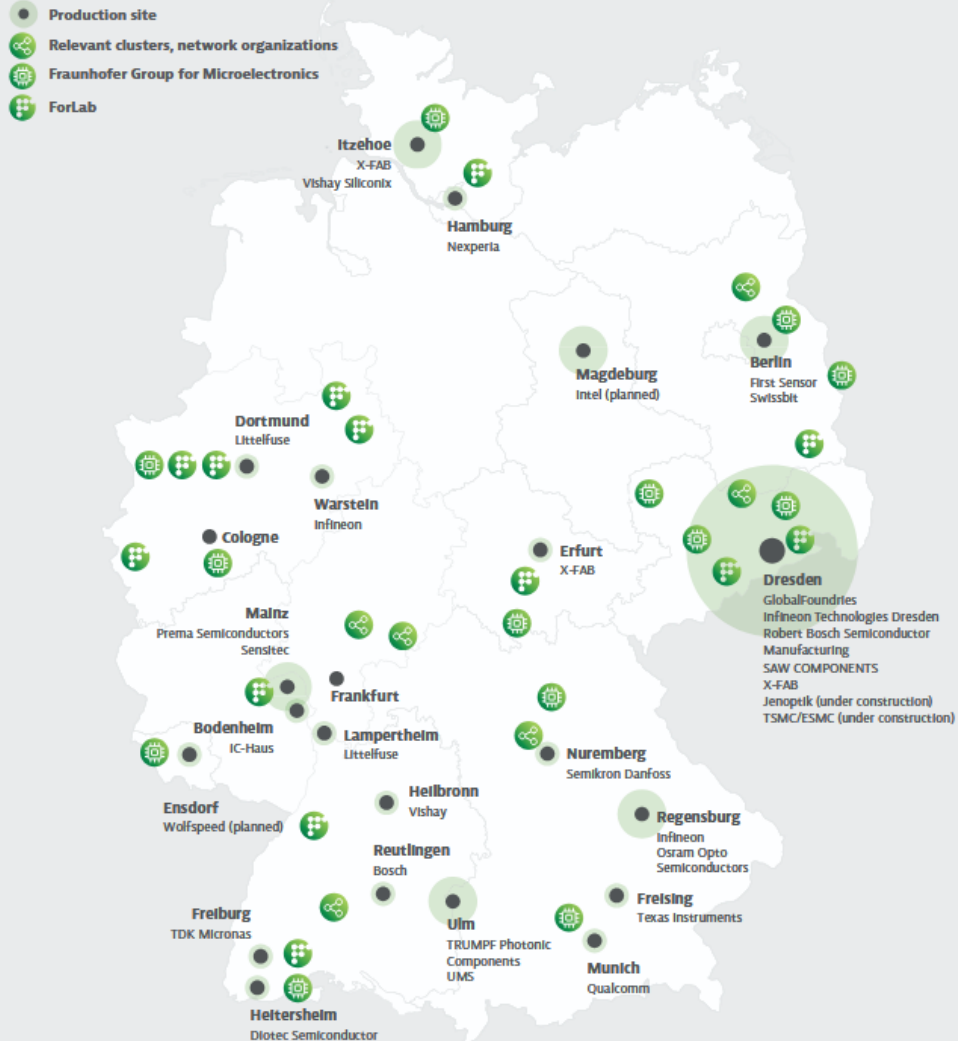 Production site
Relevant clusters, network organizations
Fraunhofer Group for Microelectronics
ForLab
Itzehoe
X-FAB
Vishay Siliconix
Hamburg
Nexperia
Magdeburg
Intel (planned)
Berlin
First Sensor
Swissbit
Dortmund
Littelfuse
Warstein
Infineon
Cologne
Erfurt
X-FAB
Dresden
GlobalFoundries
Infineon Technologies Dresden
Robert Bosch Semiconductor
Manufacturing
SAW COMPONENTS
X-FAB
Jenoptik (under construction)
TSMC/ESMC (under construction)
Mainz
Prema Semiconductors
Sensitec
Frankfurt
Bodenheim
IC-Haus
Lampertheim
Littelfuse
Nuremberg
Semikron Danfoss
Ensdorf
Wolfspeed (planned)
Heilbronn
Vishay
Regensburg
Infineon
Osram Opto
Semiconductors
Reutlingen
Bosch
Freising
Texas Instruments
Freiburg
TDK Micronas
Ulm
TRUMPF Photonic
Components
UMS
Munich
Qualcomm
Heitersheim
Diotec Semiconductor